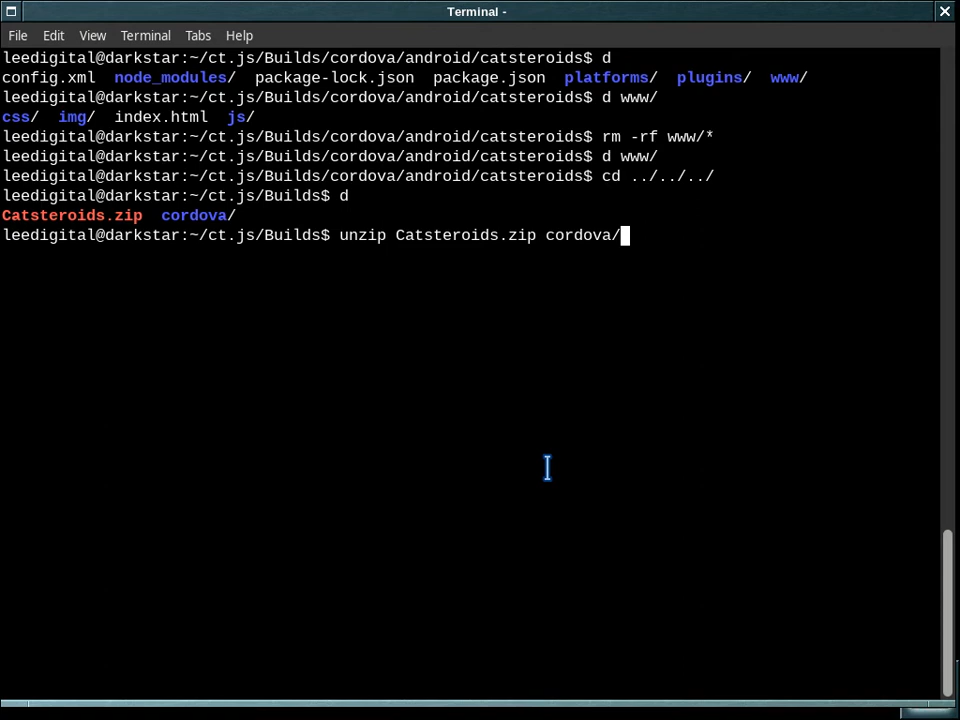 Terminal -
File Edit View Terminal Tabs Help
leedigital@darkstar:~/ct.js/Builds/cordova/android/catsteroids$ d
config.xml  node_modules/  package-lock.json  package.json  platforms/  plugins/  www/
leedigital@darkstar:~/ct.js/Builds/cordova/android/catsteroids$ d www/
css/  img/  index.html  js/
leedigital@darkstar:~/ct.js/Builds/cordova/android/catsteroids$ rm -rf www/*
leedigital@darkstar:~/ct.js/Builds/cordova/android/catsteroids$ d www/
leedigital@darkstar:~/ct.js/Builds/cordova/android/catsteroids$ cd ../../../
leedigital@darkstar:~/ct.js/Builds$ d
Catsteroids.zip  cordova/
leedigital@darkstar:~/ct.js/Builds$ unzip Catsteroids.zip cordova/